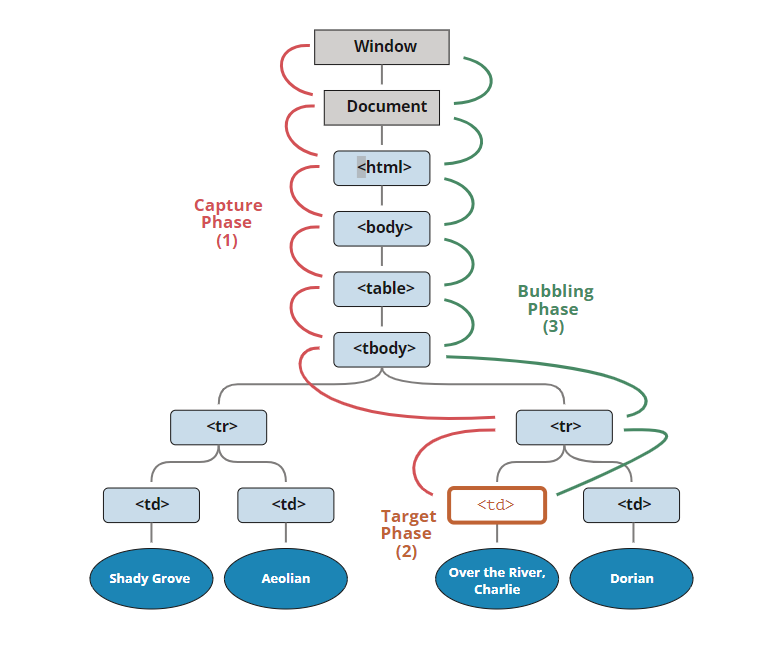 Window
Document
<html>
Capture
Phase
(1)
<body>
<table>
Bubbling
Phase
(3)
<tbody>
<tr>
<tr>
<td>
<td>
<td>
<td>
Target
Phase
(2)
Shady Grove
Aeolian
Over the River,
Charlie
Dorian